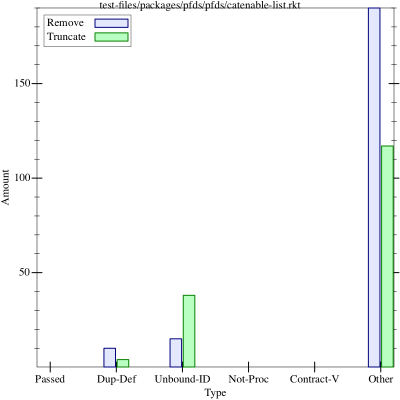 test-files/packages/pfds/pfds/catenable-list.rkt
Remove
Truncate
150
100
50
Amount
Passed Dup-Def Unbound-ID Not-Proc Contract-V Other
Type